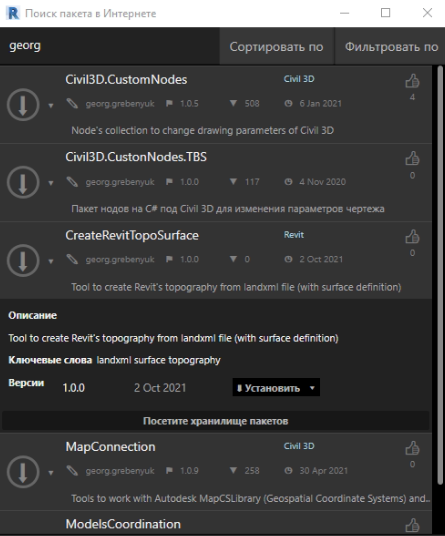 R Поиск пакета в Интернете
georg Сортировать по Фильтровать по
Civil3D.CustomNodes Civil 3D
4
georg.grebenyuk 1.0.5 508 6 Jan 2021
Node's collection to change drawing parameters of Civil 3D
Civil3D.CustonNodes.TBS
0
georg.grebenyuk 1.0.0 117 4 Nov 2020
Пакет нодов на C# под Civil 3D для изменения параметров чертежа
CreateRevitTopoSurface Revit
0
georg.grebenyuk 1.0.0 0 2 Oct 2021
Tool to create Revit's topography from landxml file (with surface definition)
Описание
Tool to create Revit's topography from landxml file (with surface definition)
Ключевые слова landxml surface topography
Версии 1.0.0 2 Oct 2021 Установить
Посетите хранилище пакетов
MapConnection Civil 3D
0
georg.grebenyuk 1.0.9 258 30 Apr 2021
Tools to work with Autodesk MapCSLibrary (Geospatial Coordinate Systems) and...
ModelsCoordination